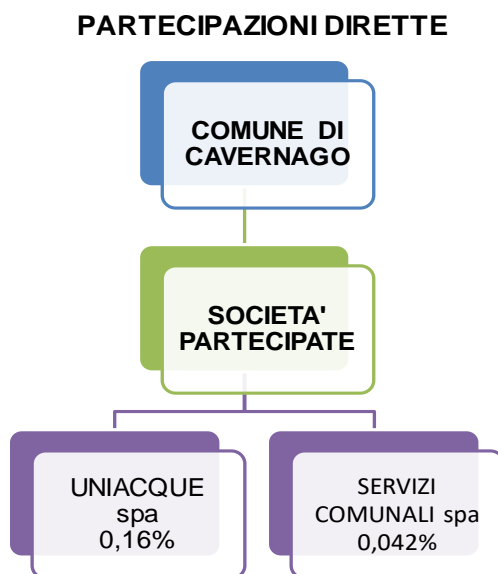 PARTECIPAZIONI DIRETTE
COMUNE DI
CAVERNAGO
SOCIETA'
PARTECIPATE
UNIACQUE
spa
0,16%
SERVIZI
COMUNALI spa
0,042%